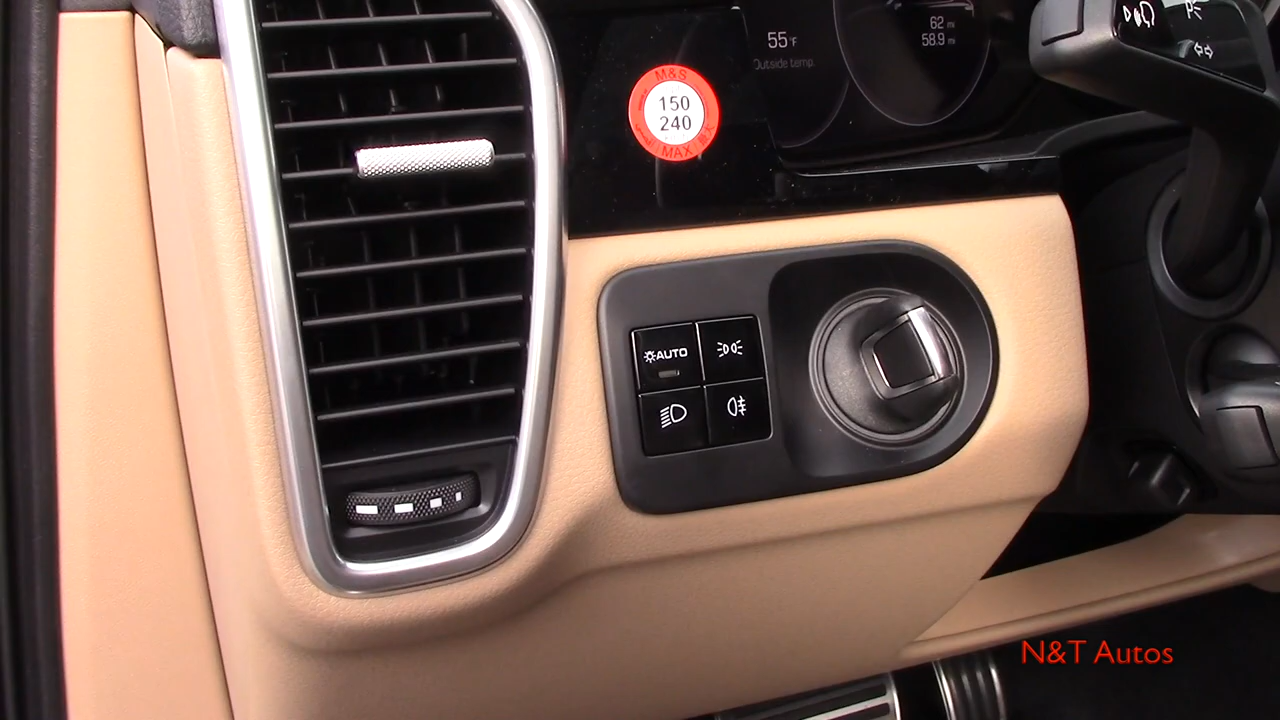 M&S
150
240
MAX
55°F
Outside temp.
62 mi
58.9 mi
AUTO
N&T Autos